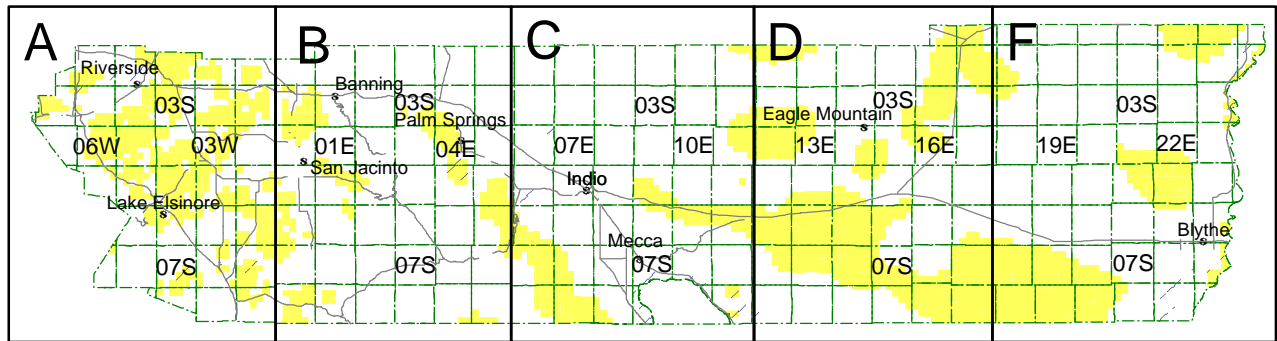 A
B
C
D
F
Riverside
Banning
03S
03S
03S
03S
03S
Palm Springs
Eagle Mountain
06W
03W
01E
04E
07E
10E
13E
16E
19E
22E
San Jacinto
Indio
Lake Elsinore
Mecca
Blythe
07S
07S
07S
07S
07S